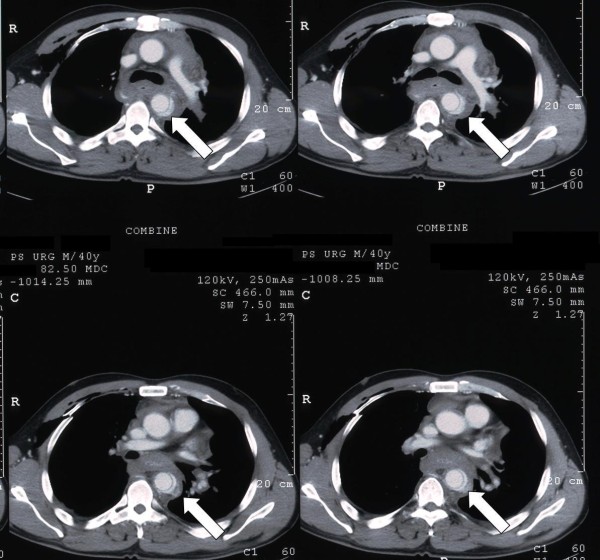 R
R
20 cm
20 cm
C1 60
W1 400
P
C1 60
W1 400
P
COMBINE
COMBINE
PS URG M/40y
82.50 MDC
-1014.25 mm
C
120kV, 250mAs
SC 466.0 mm
SW 7.50 mm
Z 1.27
PS URG M/40y
MDC
-1008.25 mm
C
120kV, 250mAs
SC 466.0 mm
SW 7.50 mm
Z 1.27
R
R
20 cm
20 cm
C1 60
C1 60